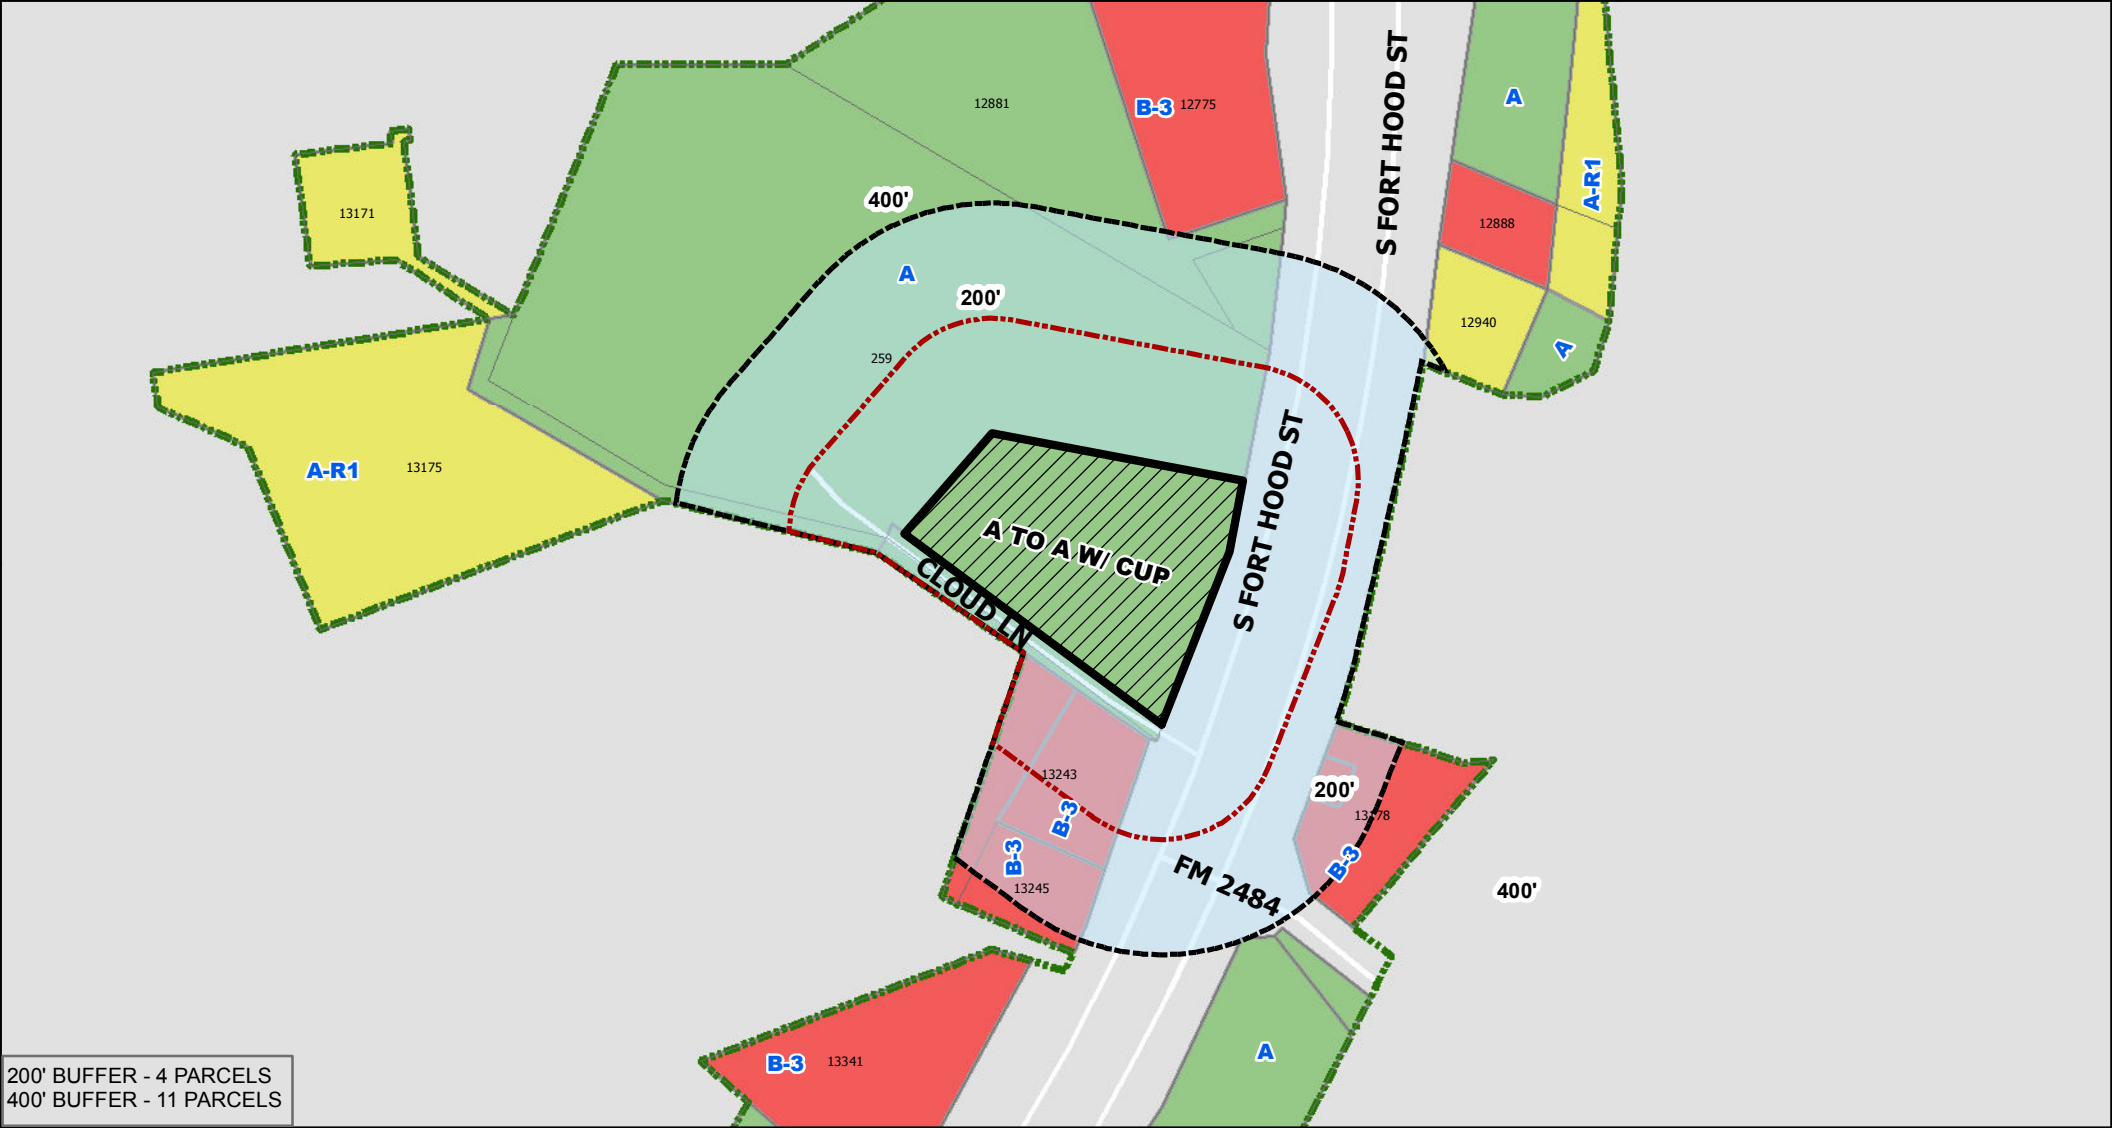 S FORT HOOD ST
A
12881
B-3 12775
A-R1
400'
13171
12888
A
200'
12940
A
259
A-R1 13175
S FORT HOOD ST
A TO A W/ CUP
CLOUD LN
13243
200'
B-3
B-3
13245
B-3
FM 2484
400'
A
B-3 13341
200' BUFFER - 4 PARCELS
400' BUFFER - 11 PARCELS